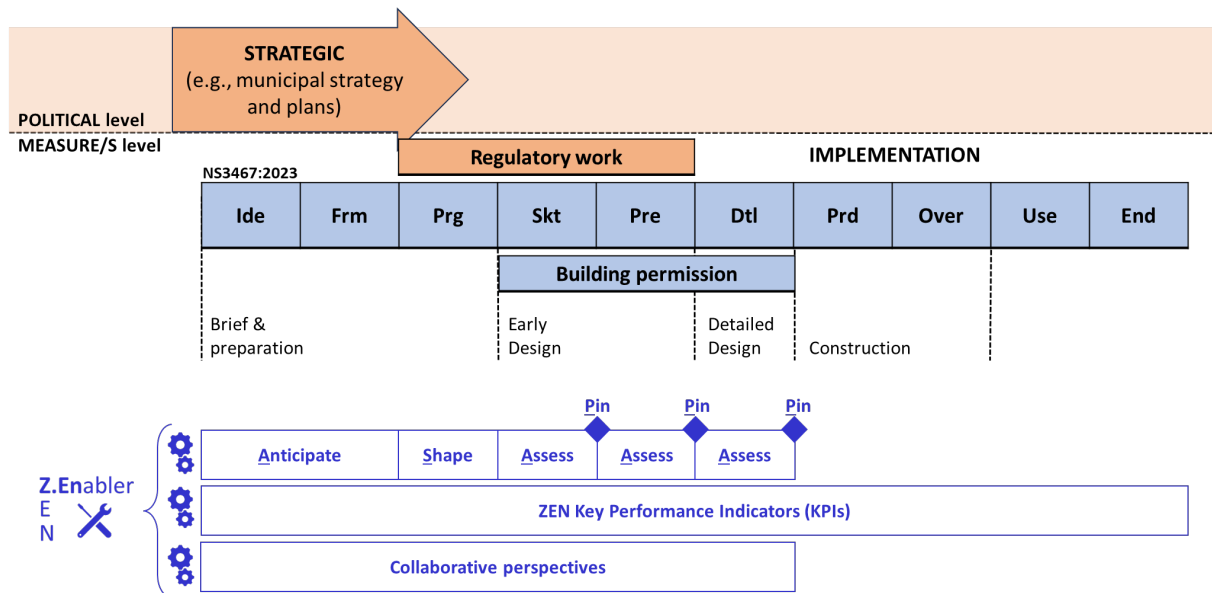 STRATEGIC
(e.g., municipal strategy
and plans)
POLITICAL level
MEASURE/S level
Regulatory work
IMPLEMENTATION
NS3467:2023
Ide Frm Prg Skt Pre Dtl Prd Over Use End
Building permission
Brief &
preparation
Early
Design
Detailed
Design
Construction
Pin Pin Pin
Anticipate Shape Assess Assess Assess
Z.Enabler
E
N
ZEN Key Performance Indicators (KPIs)
Collaborative perspectives